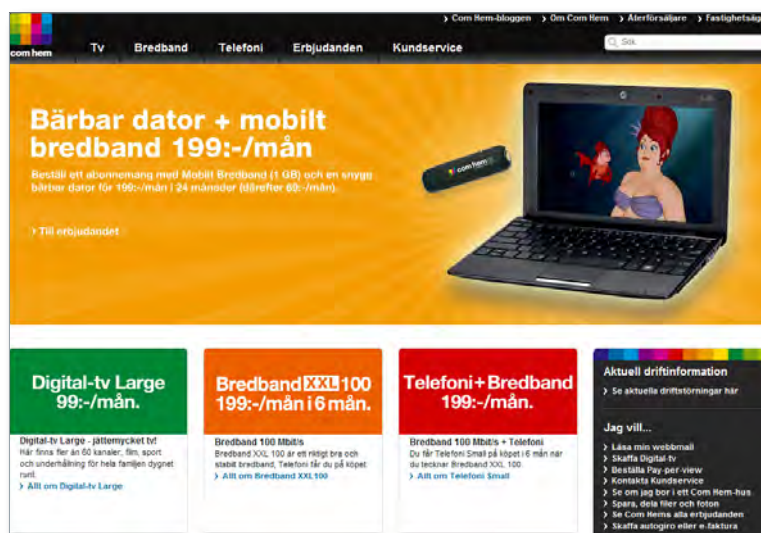 > Com Hem-bloggen > Om Com Hem > Återförsäljare > Fastighetsäg
com hem
Tv Bredband Telefoni Erbjudanden Kundservice
Sök
Bärbar dator + mobilt
bredband 199:-/mån
Beställ ett abonnemang med Mobilt Bredband (1 GB) och en snygg
bärbar dator för 199:-/mån i 24 månader (därefter 69:-/mån).
> Till erbjudandet
com hem
Digital-tv Large
99:-/mån.
Digital-tv Large - jättemycket tv!
Här finns fler än 60 kanaler, film, sport
och underhållning för hela familjen dygnet
runt.
> Allt om Digital-tv Large
Bredband XXL 100
199:-/mån i 6 mån.
Bredband 100 Mbit/s
Bredband XXL 100 är ett riktigt bra och
stabilt bredband, Telefoni får du på köpet
> Allt om Bredband XXL100
Telefoni+Bredband
199:-/mån.
Bredband 100 Mbit/s + Telefoni
Du får Telefoni Small på köpet i 6 mån när
du tecknar Bredband XXL 100.
> Allt om Telefoni Small
Aktuell driftinformation
> Se aktuella driftstörningar här
Jag vill...
> Läsa min webbmail
> Skaffa Digital-tv
> Beställa Pay-per-view
> Kontakta Kundservice
> Se om jag bor i ett Com Hem-hus
> Spara, dela filer och foton
> Se Com Hems alla erbjudanden
> Skaffa autogiro eller e-faktura